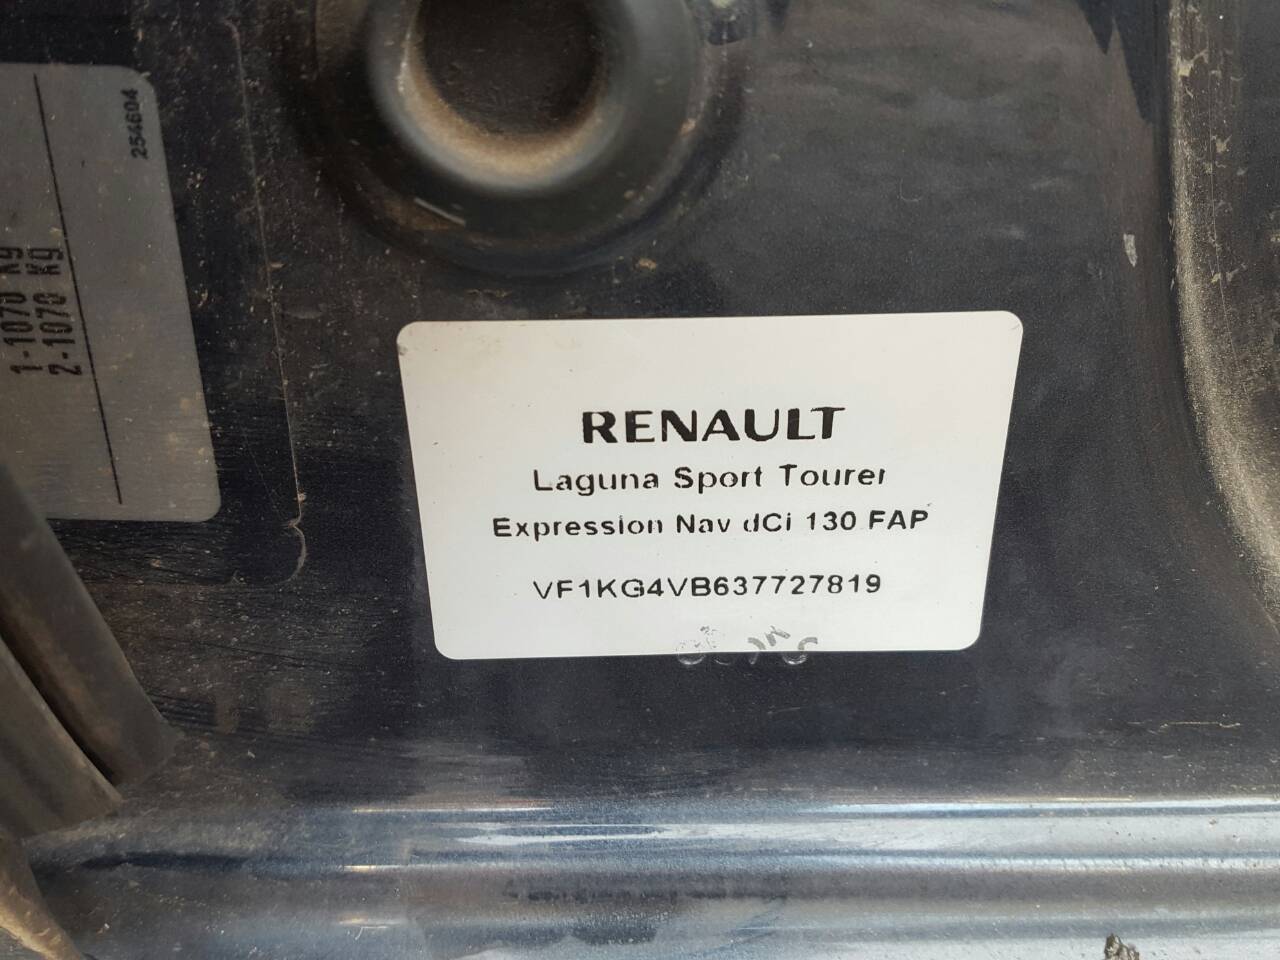 254604
1-1070 kg
2-1070 kg
RENAULT
Laguna Sport Tourer
Expression Nav dCi 130 FAP
VF1KG4VB637727819